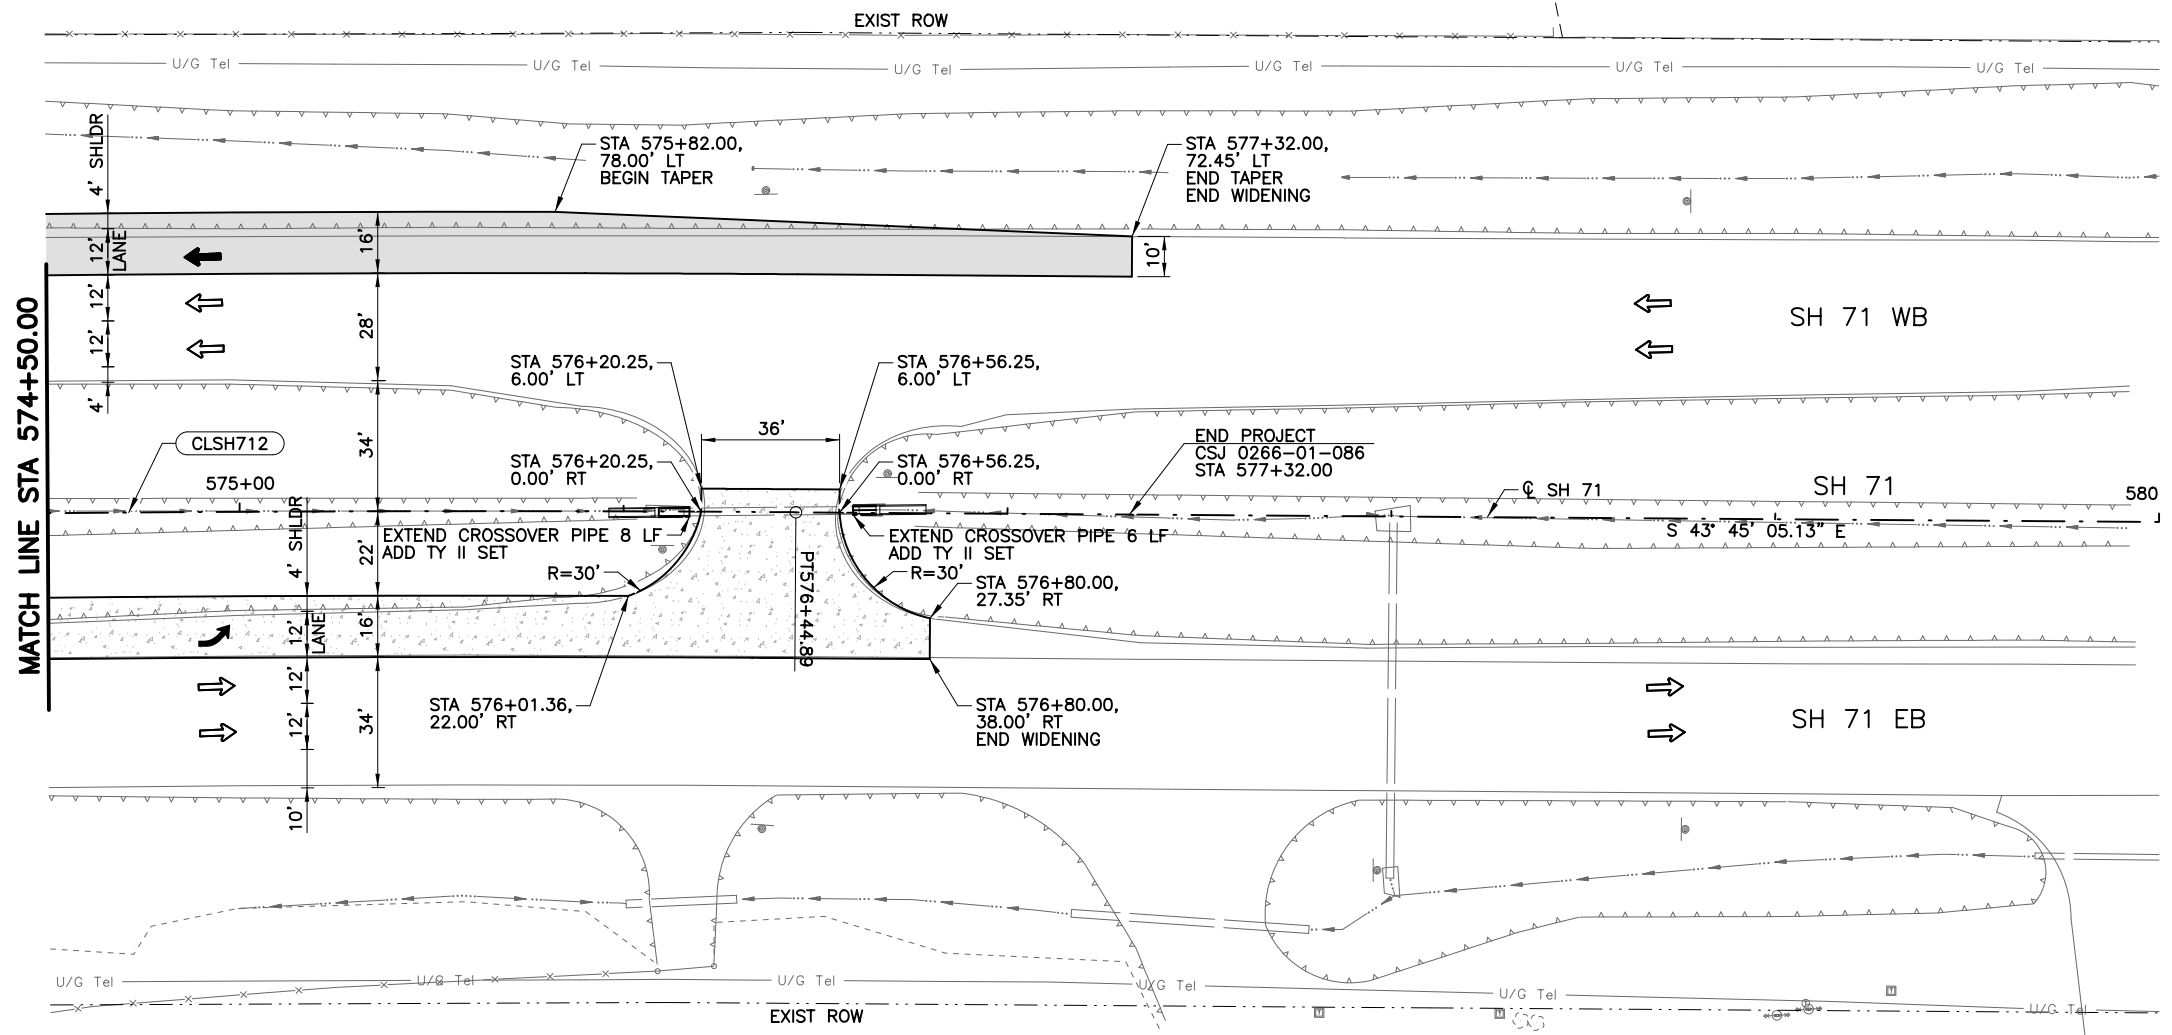 EXIST ROW
U/G Tel
U/G Tel
U/G Tel
U/G Tel
U/G Tel
U/G Tel
4' SHLDR
STA 575+82.00,
78.00' LT
BEGIN TAPER
STA 577+32.00,
72.45' LT
END TAPER
END WIDENING
12'
LANE
16'
10'
12'
12'
28'
4'
SH 71 WB
MATCH LINE STA 574+50.00
STA 576+20.25,
6.00' LT
STA 576+56.25,
6.00' LT
36'
34'
CLSH712
575+00
STA 576+20.25,
0.00' RT
STA 576+56.25,
0.00' RT
END PROJECT
CSJ 0266-01-086
STA 577+32.00
SH 71
℄ SH 71
580
S 43° 45' 05.13" E
4' SHLDR
22'
EXTEND CROSSOVER PIPE 8 LF
ADD TY II SET
EXTEND CROSSOVER PIPE 6 LF
ADD TY II SET
R=30'
R=30'
PT576+44.89
STA 576+80.00,
27.35' RT
12'
LANE
16'
12'
12'
34'
10'
STA 576+01.36,
22.00' RT
STA 576+80.00,
38.00' RT
END WIDENING
SH 71 EB
U/G Tel
U/G Tel
U/G Tel
U/G Tel
U/G Tel
U/G Tel
T
T
T
EXIST ROW